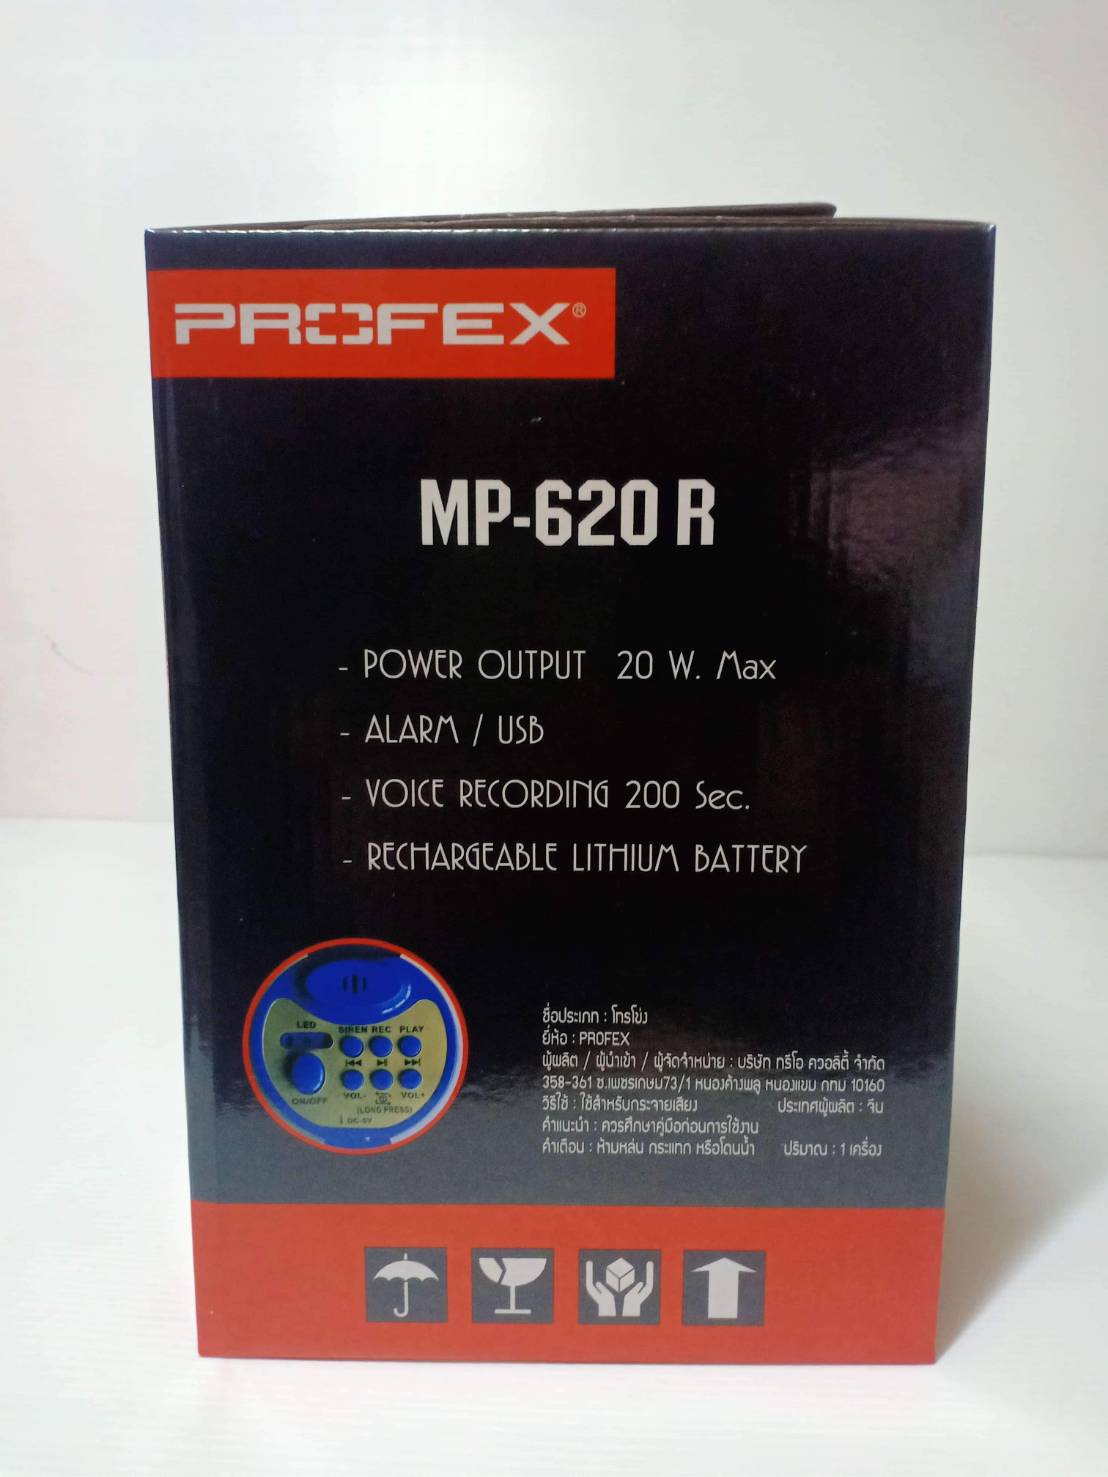 PROFEX®
MP-620 R
- POWER OUTPUT 20 W. Max
- ALARM / USB
- VOICE RECORDING 200 Sec.
- RECHARGEABLE LITHIUM BATTERY
LED
SIREN REC PLAY
ON/OFF
VOL- VOL+
(LONG PRESS)
DC-5V
ชื่อประเภท : โทรโข่ง
ยี่ห้อ : PROFEX
ผู้ผลิต / ผู้นำเข้า / ผู้จัดจำหน่าย : บริษัท ทรีโอ ควอลิตี้ จำกัด
358-361 ซ.เพชรเกษม73/1 หนองค้างพลู หนองแขม กทม 10160
วิธีใช้ : ใช้สำหรับกระจายเสียง ประเทศผู้ผลิต : จีน
คำแนะนำ : ควรศึกษาคู่มือก่อนการใช้งาน
คำเตือน : ห้ามหล่น กระแทก หรือโดนน้ำ ปริมาณ : 1 เครื่อง